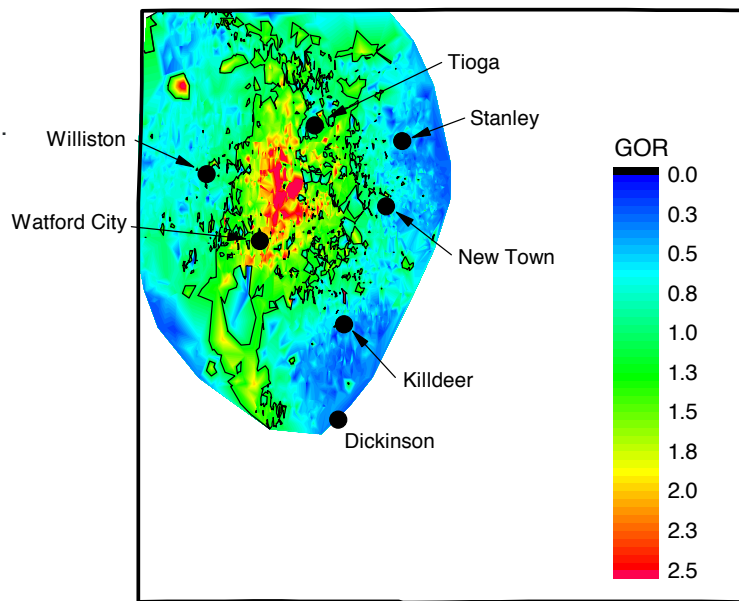 Tioga
Stanley
Williston
.
GOR
0.0
0.3
0.5
0.8
1.0
1.3
1.5
1.8
2.0
2.3
2.5
Watford City
New Town
Killdeer
Dickinson